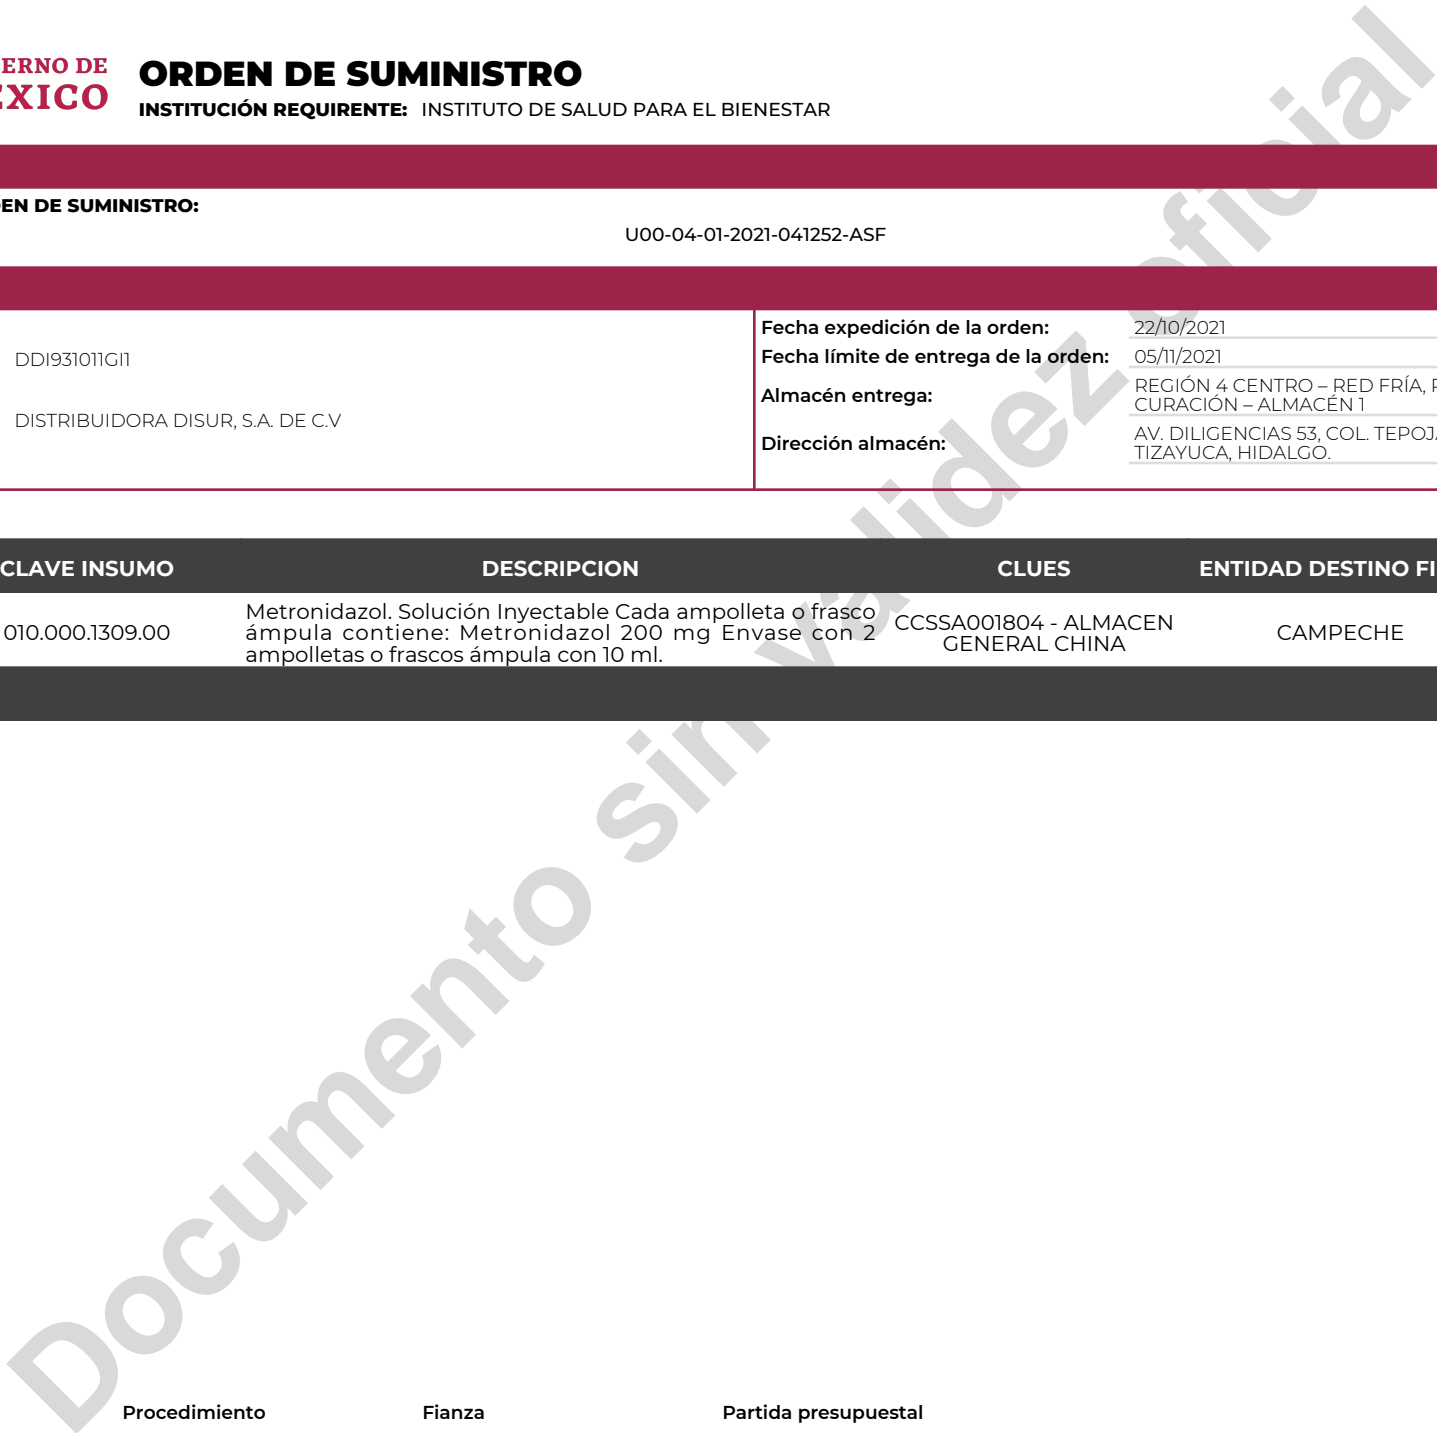 ERNO DE
ORDEN DE SUMINISTRO
XICO
INSTITUCIÓN REQUIRENTE: INSTITUTO DE SALUD PARA EL BIENESTAR
EN DE SUMINISTRO:
U00-04-01-2021-041252-ASF
DDI931011GI1
DISTRIBUIDORA DISUR, S.A. DE C.V
Fecha expedición de la orden: 22/10/2021
Fecha límite de entrega de la orden: 05/11/2021
Almacén entrega: REGIÓN 4 CENTRO – RED FRÍA,
CURACIÓN – ALMACÉN 1
Dirección almacén: AV. DILIGENCIAS 53, COL. TEPOJ
TIZAYUCA, HIDALGO.
CLAVE INSUMO DESCRIPCION CLUES ENTIDAD DESTINO FI
010.000.1309.00
Metronidazol. Solución Inyectable Cada ampolleta o frasco
ámpula contiene: Metronidazol 200 mg Envase con 2
ampolletas o frascos ámpula con 10 ml.
CCSSA001804 - ALMACEN
GENERAL CHINA
CAMPECHE
Documento sin validez oficial
Procedimiento Fianza Partida presupuestal